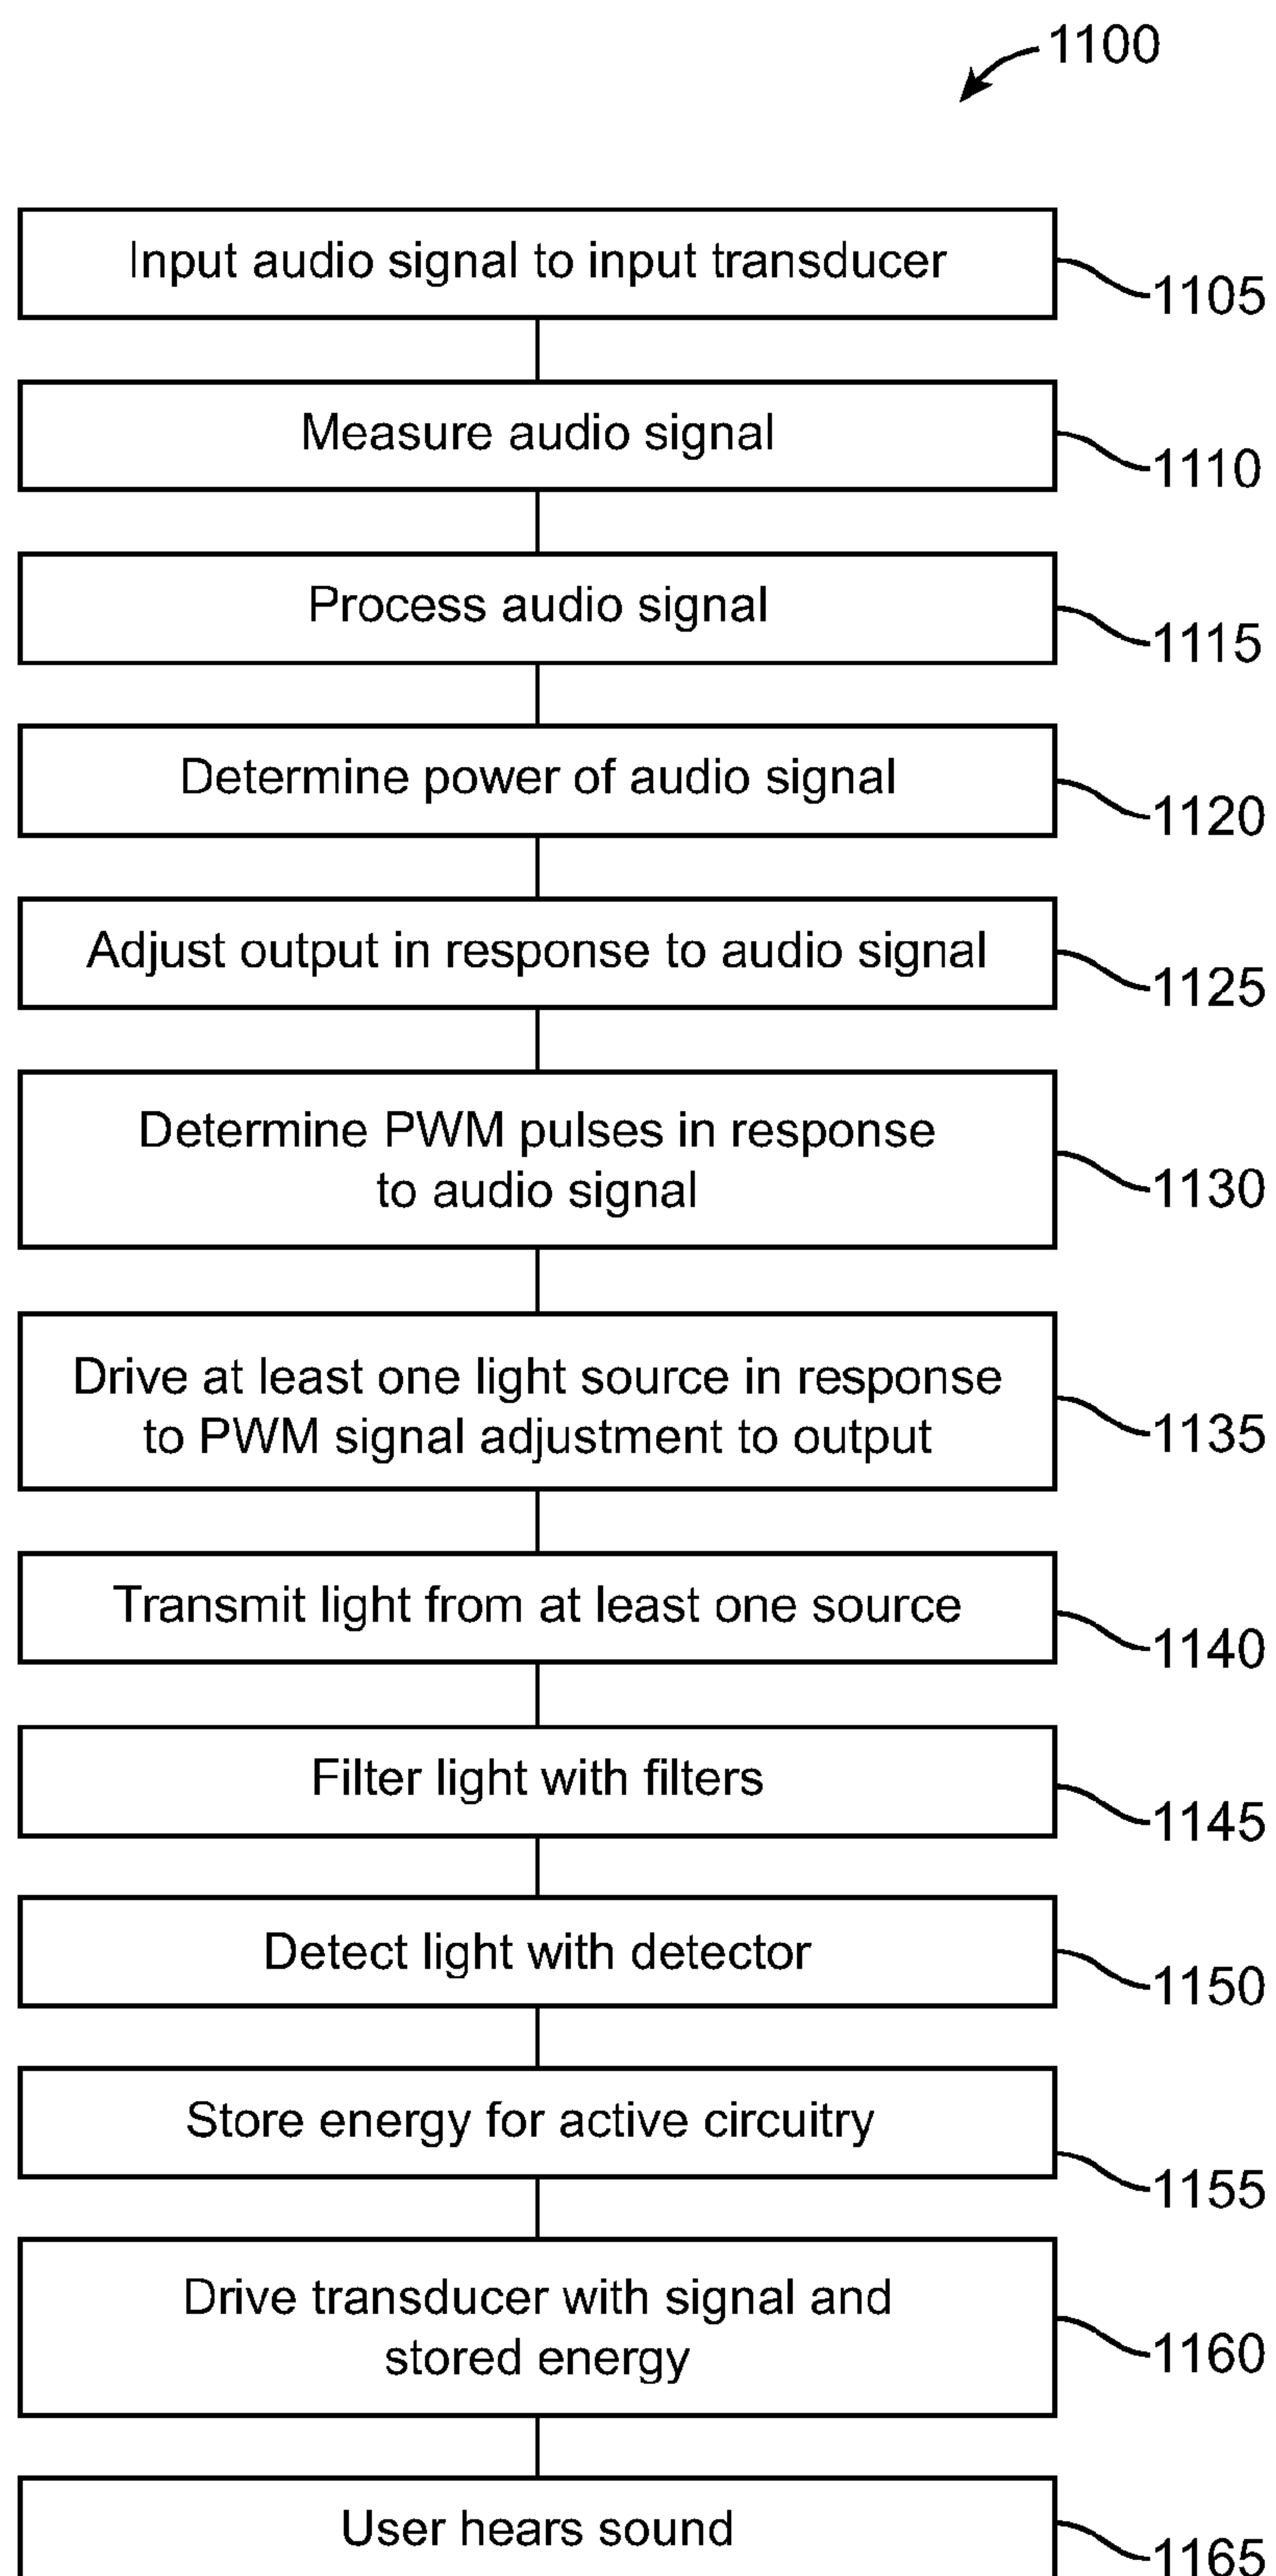 1100
Input audio signal to input transducer
1105
Measure audio signal
1110
Process audio signal
1115
Determine power of audio signal
1120
Adjust output in response to audio signal
1125
Determine PWM pulses in response
to audio signal
1130
Drive at least one light source in response
to PWM signal adjustment to output
1135
Transmit light from at least one source
1140
Filter light with filters
1145
Detect light with detector
1150
Store energy for active circuitry
1155
Drive transducer with signal and
stored energy
1160
User hears sound
1165